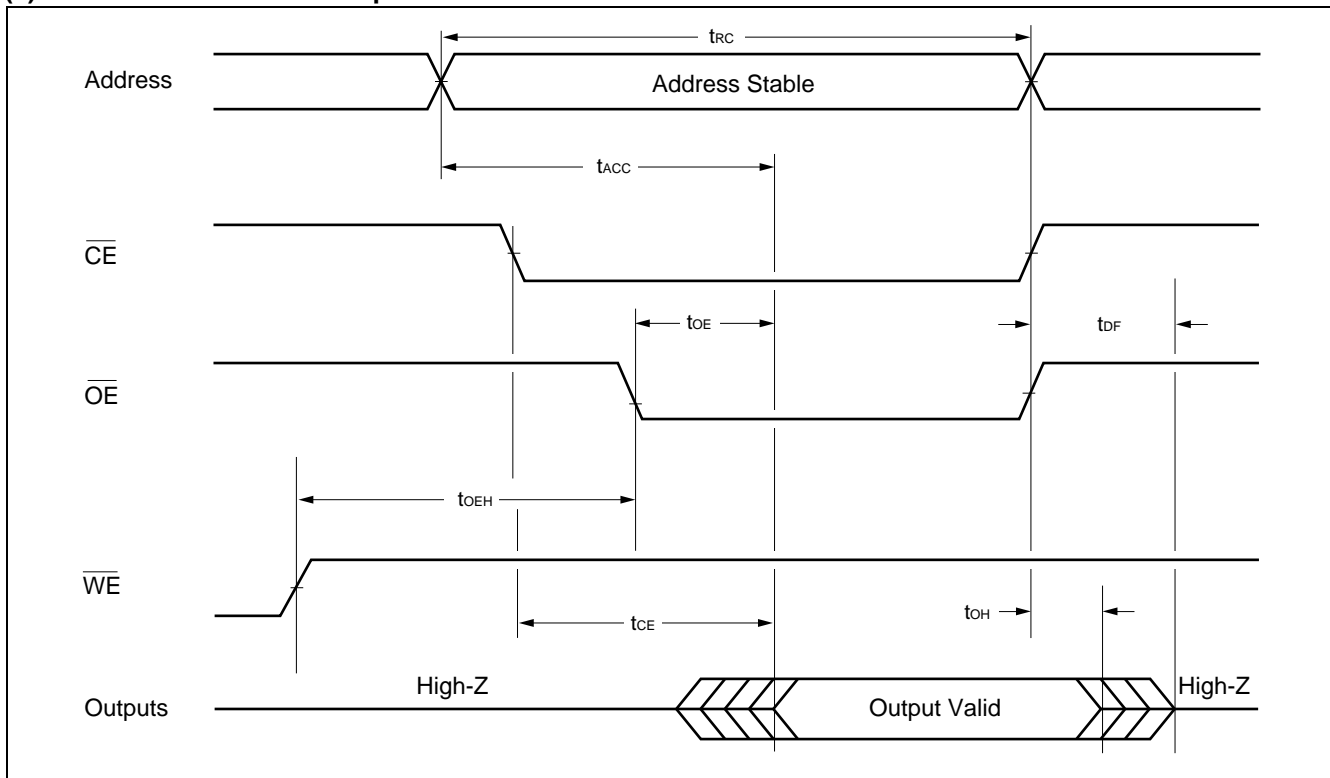 tRC
Address
Address Stable
tACC
CE
tOE
tDF
OE
tOEH
WE
tOH
tCE
High-Z
High-Z
Outputs
Output Valid